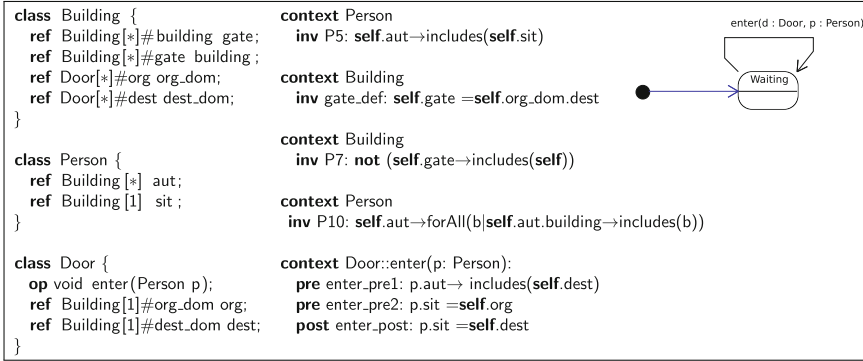 class Building {
ref Building[*]#building gate;
ref Building[*]#gate building ;
ref Door[*]#org org_dom;
ref Door[*]#dest dest_dom;
}
class Person {
ref Building [*] aut;
ref Building [1] sit ;
}
class Door {
op void enter(Person p);
ref Building[1]#org_dom org;
ref Building[1]#dest_dom dest;
}
context Person
inv P5: self.aut→includes(self.sit)
context Building
inv gate_def: self.gate =self.org_dom.dest
context Building
inv P7: not (self.gate→includes(self))
context Person
inv P10: self.aut→forAll(b|self.aut.building→includes(b))
context Door::enter(p: Person):
pre enter_pre1: p.aut→ includes(self.dest)
pre enter_pre2: p.sit =self.org
post enter_post: p.sit =self.dest
enter(d : Door, p : Person)
Waiting